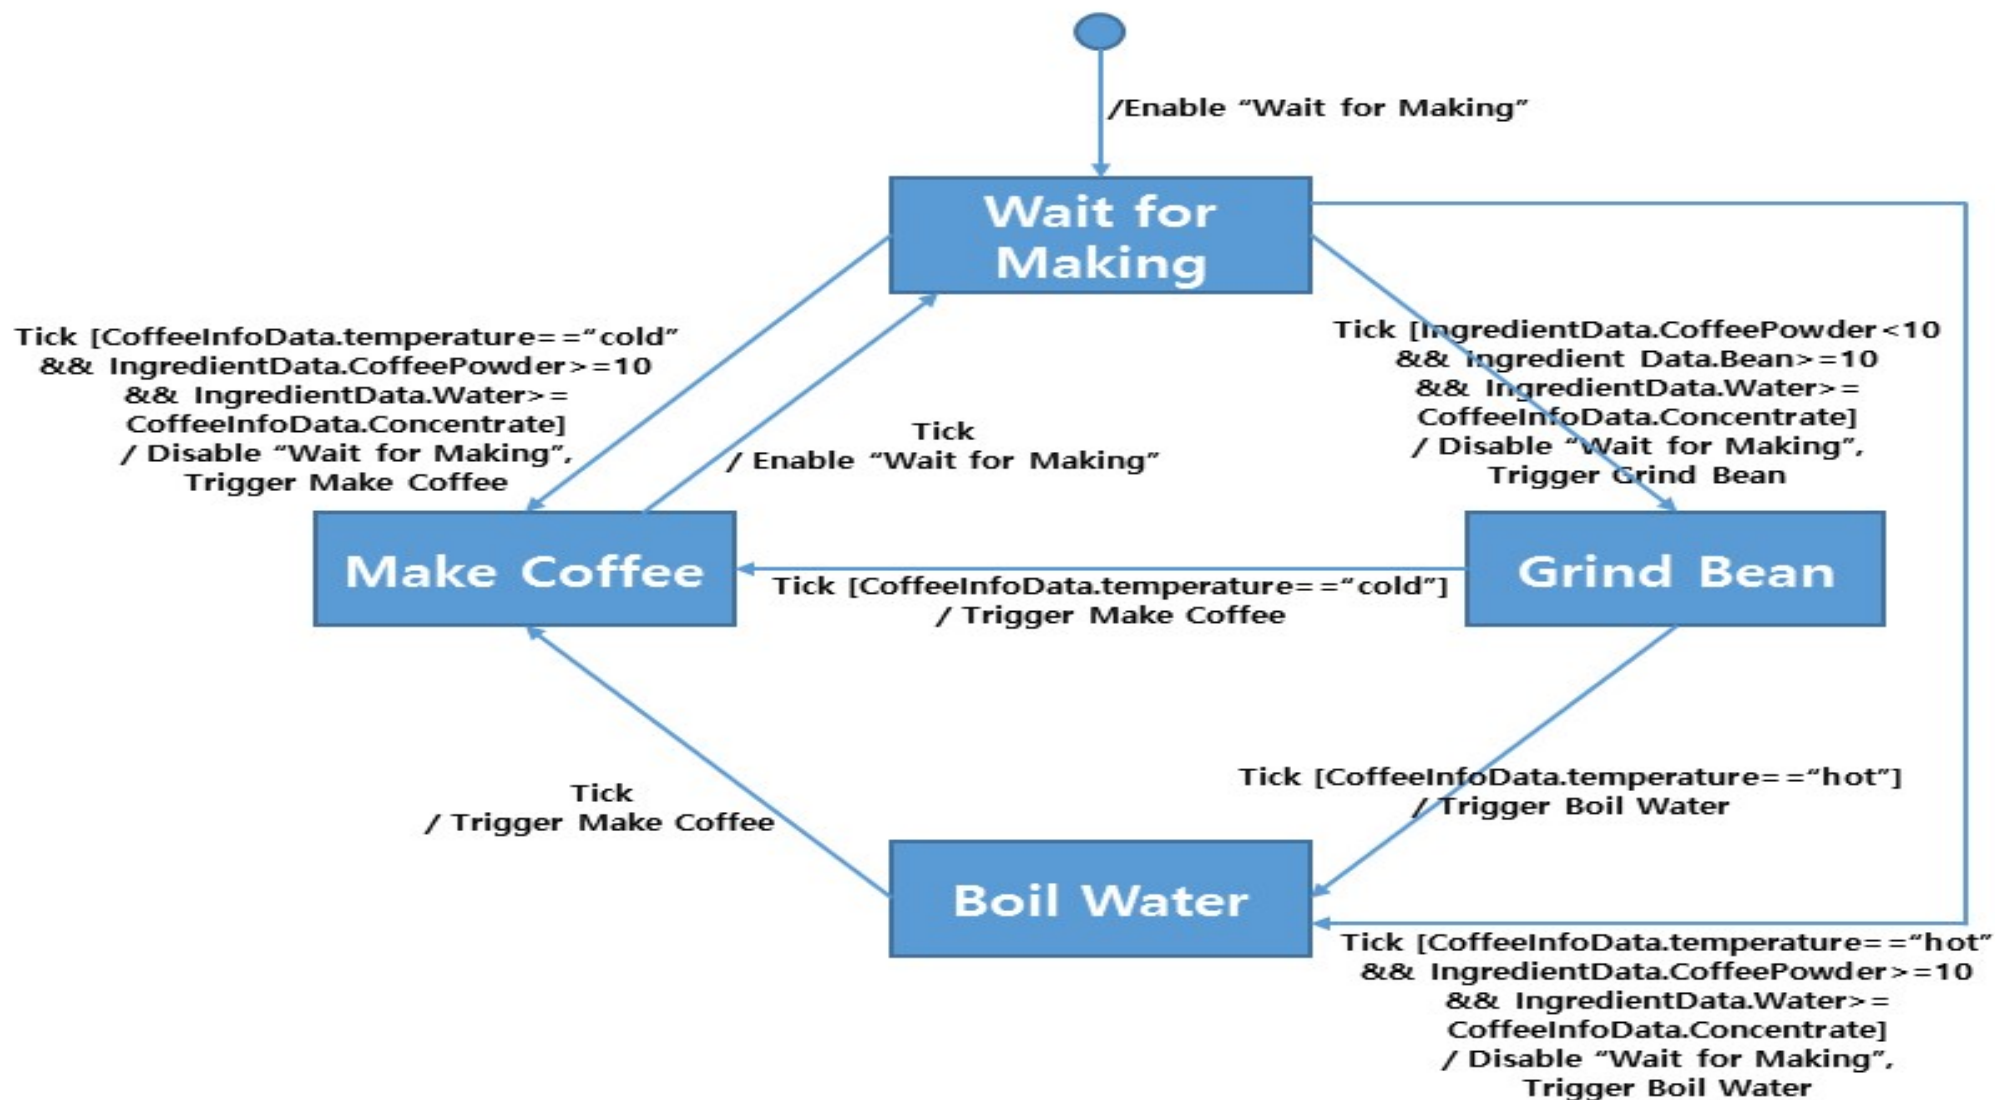 /Enable “Wait for Making”
Wait for
Making
Tick [CoffeeInfoData.temperature==“cold”
&& IngredientData.CoffeePowder>=10
&& IngredientData.Water>=
CoffeeInfoData.Concentrate]
/ Disable “Wait for Making”,
Trigger Make Coffee
Tick
/ Enable “Wait for Making”
Tick [IngredientData.CoffeePowder<10
&& Ingredient Data.Bean>=10
&& IngredientData.Water>=
CoffeeInfoData.Concentrate]
/ Disable “Wait for Making”,
Trigger Grind Bean
Make Coffee
Tick [CoffeeInfoData.temperature==“cold”]
/ Trigger Make Coffee
Grind Bean
Tick
/ Trigger Make Coffee
Tick [CoffeeInfoData.temperature==“hot”]
/ Trigger Boil Water
Boil Water
Tick [CoffeeInfoData.temperature==“hot”
&& IngredientData.CoffeePowder>=10
&& IngredientData.Water>=
CoffeeInfoData.Concentrate]
/ Disable “Wait for Making”,
Trigger Boil Water